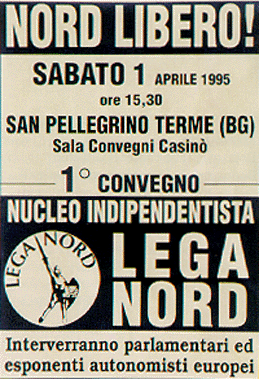 NORD LIBERO!
SABATO 1 APRILE 1995
ore 15,30
SAN PELLEGRINO TERME (BG)
Sala Convegni Casinò
1° CONVEGNO
NUCLEO INDIPENDENTISTA
LEGA NORD
LEGA
NORD
Interverranno parlamentari ed
esponenti autonomisti europei